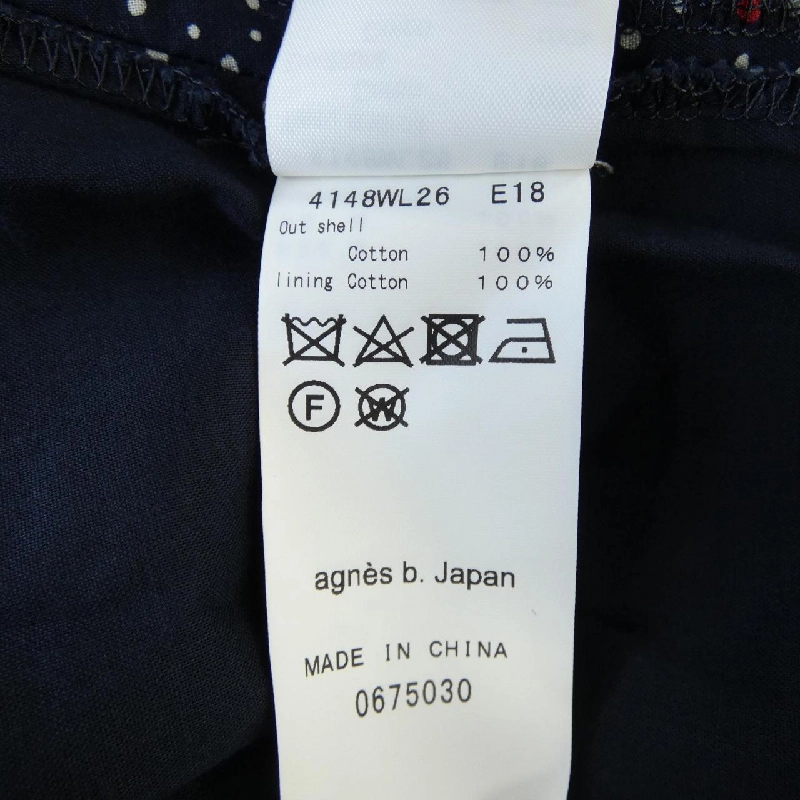 4148WL26 E18
Out shell
Cotton 100%
lining Cotton 100%
F W
agnès b. Japan
MADE IN CHINA
0675030